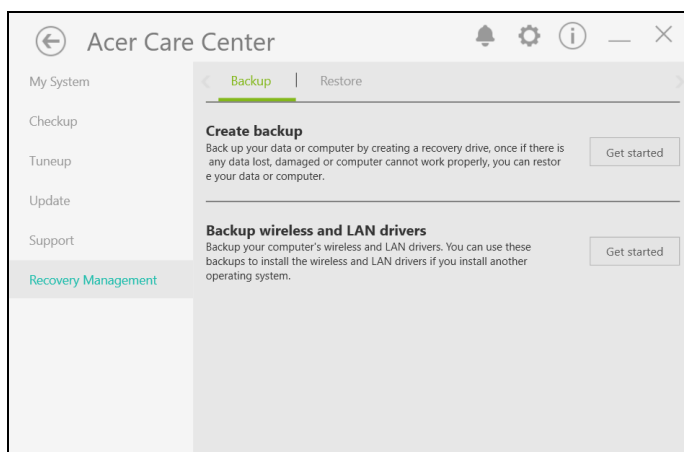 Acer Care Center
My System
Checkup
Tuneup
Update
Support
Recovery Management
Backup | Restore
Create backup
Back up your data or computer by creating a recovery drive, once if there is
any data lost, damaged or computer cannot work properly, you can restor
e your data or computer.
Get started
Backup wireless and LAN drivers
Backup your computer's wireless and LAN drivers. You can use these
backups to install the wireless and LAN drivers if you install another
operating system.
Get started